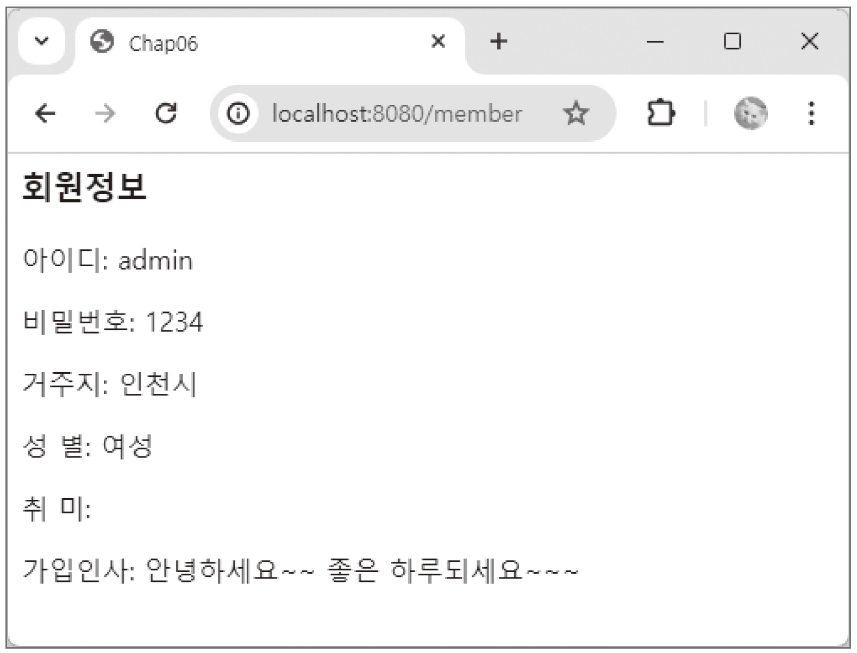 Chap06
localhost:8080/member
회원정보
아이디: admin
비밀번호: 1234
거주지: 인천시
성 별: 여성
취 미:
가입인사: 안녕하세요~~ 좋은 하루되세요~~~